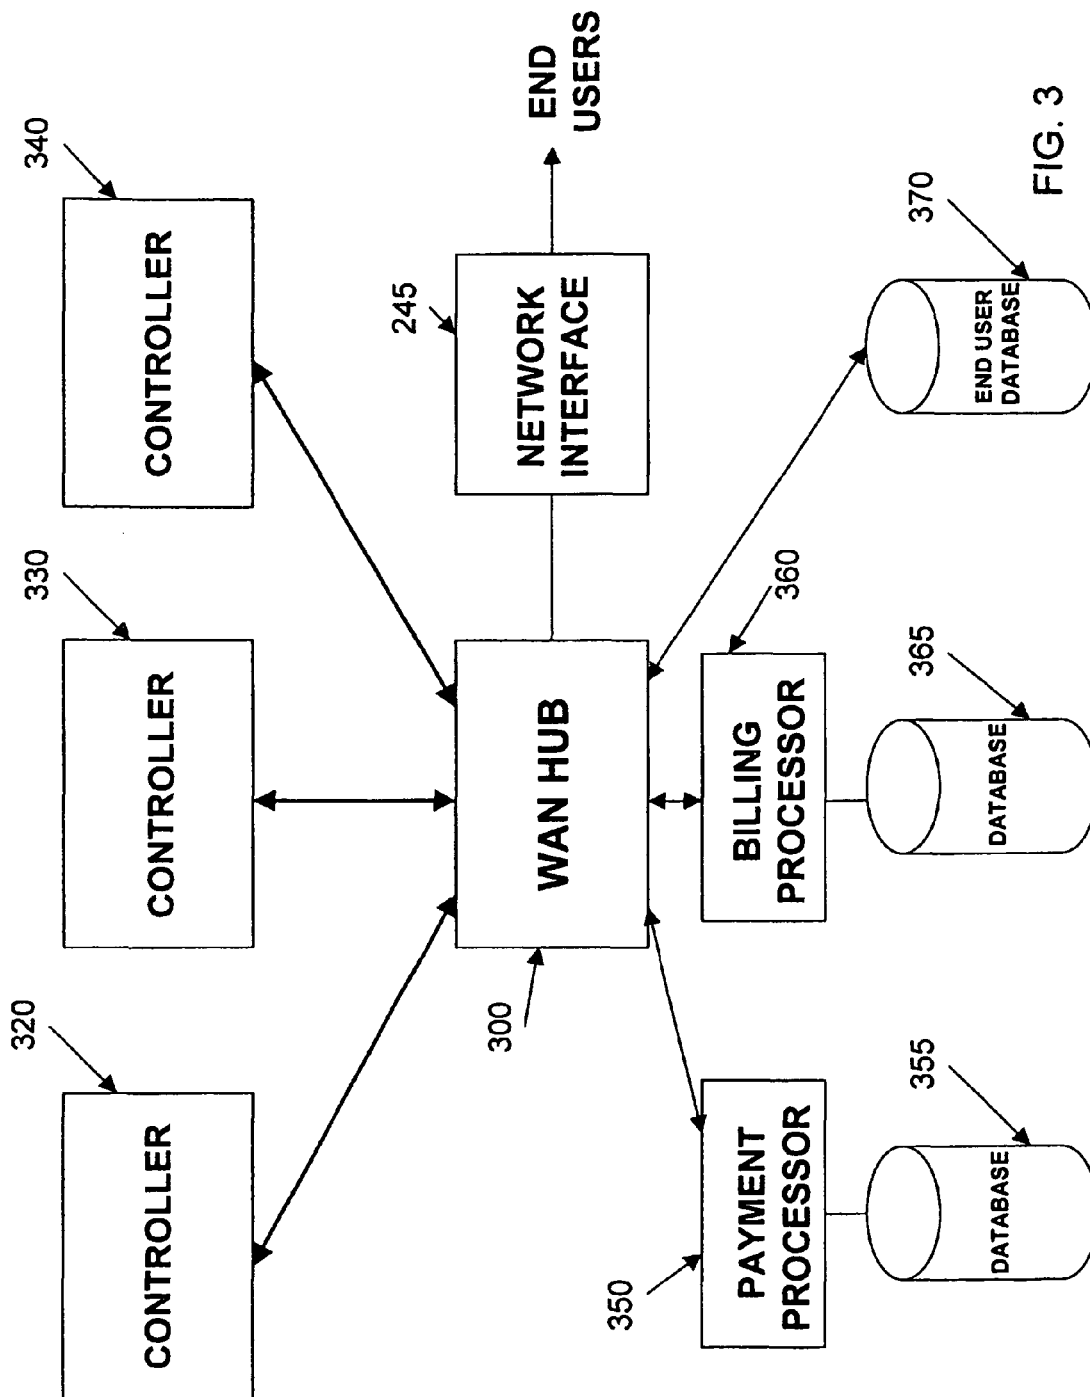 320
330
340
CONTROLLER
CONTROLLER
CONTROLLER
300
WAN HUB
245
NETWORK
INTERFACE
END
USERS
350
PAYMENT
PROCESSOR
360
BILLING
PROCESSOR
355
DATABASE
365
DATABASE
370
END USER
DATABASE
FIG. 3